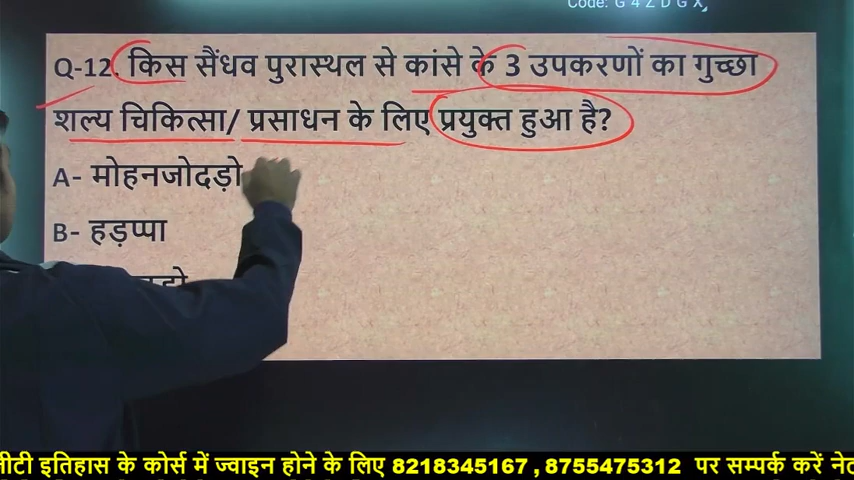 Code: G 4 Z D G X
Q-12. किस सैंधव पुरास्थल से कांसे के 3 उपकरणों का गुच्छा
शल्य चिकित्सा/ प्रसाधन के लिए प्रयुक्त हुआ है?
A- मोहनजोदड़ो
B- हड़प्पा
इतिहास के कोर्स में ज्वाइन होने के लिए 8218345167 , 8755475312 पर सम्पर्क करें